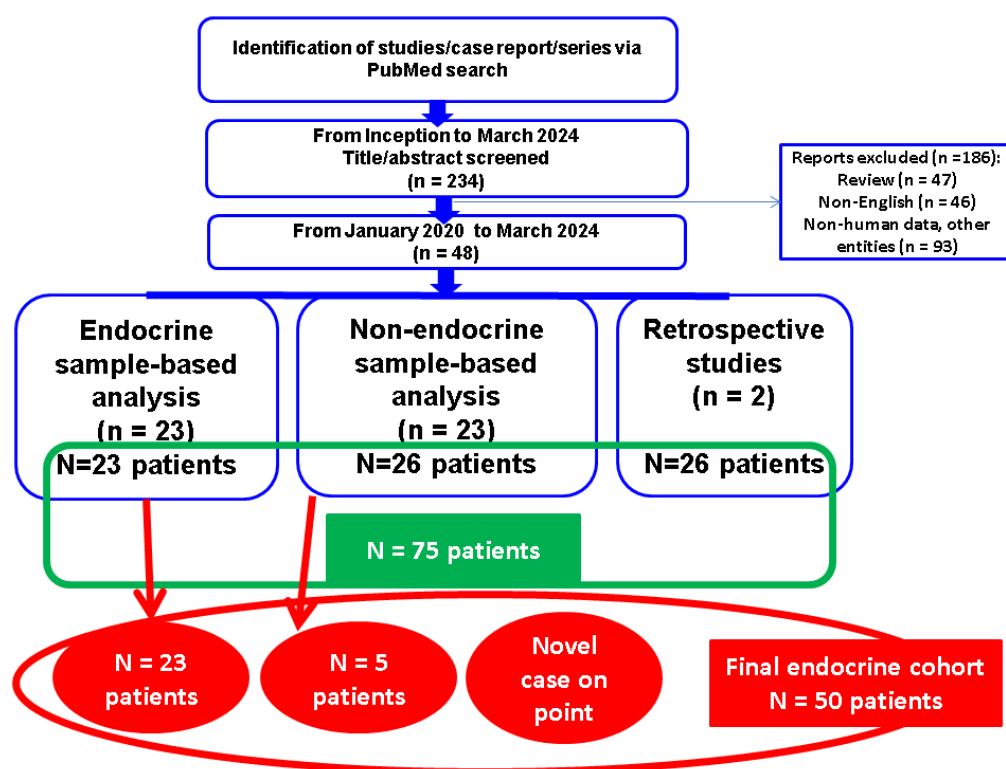 Identification of studies/case report/series via
PubMed search
From Inception to March 2024
Title/abstract screened
(n = 234)
Reports excluded (n =186):
Review (n = 47)
Non-English (n = 46)
Non-human data, other
entities (n = 93)
From January 2020 to March 2024
(n = 48)
Endocrine
sample-based
analysis
(n = 23)
N=23 patients
Non-endocrine
sample-based
analysis
(n = 23)
N=26 patients
Retrospective
studies
(n = 2)
N=26 patients
N = 75 patients
N = 23
patients
N = 5
patients
Novel
case on
point
Final endocrine cohort
N = 50 patients